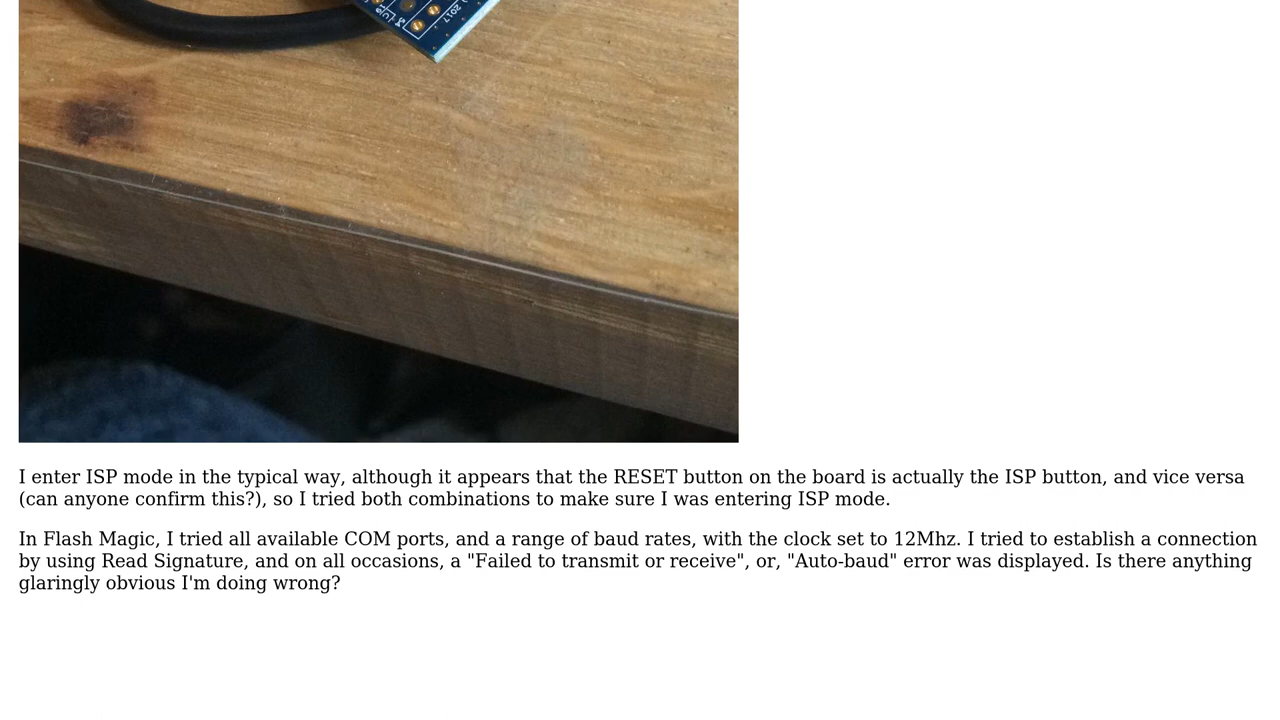 2017
I enter ISP mode in the typical way, although it appears that the RESET button on the board is actually the ISP button, and vice versa
(can anyone confirm this?), so I tried both combinations to make sure I was entering ISP mode.
In Flash Magic, I tried all available COM ports, and a range of baud rates, with the clock set to 12Mhz. I tried to establish a connection
by using Read Signature, and on all occasions, a "Failed to transmit or receive", or, "Auto-baud" error was displayed. Is there anything
glaringly obvious I'm doing wrong?